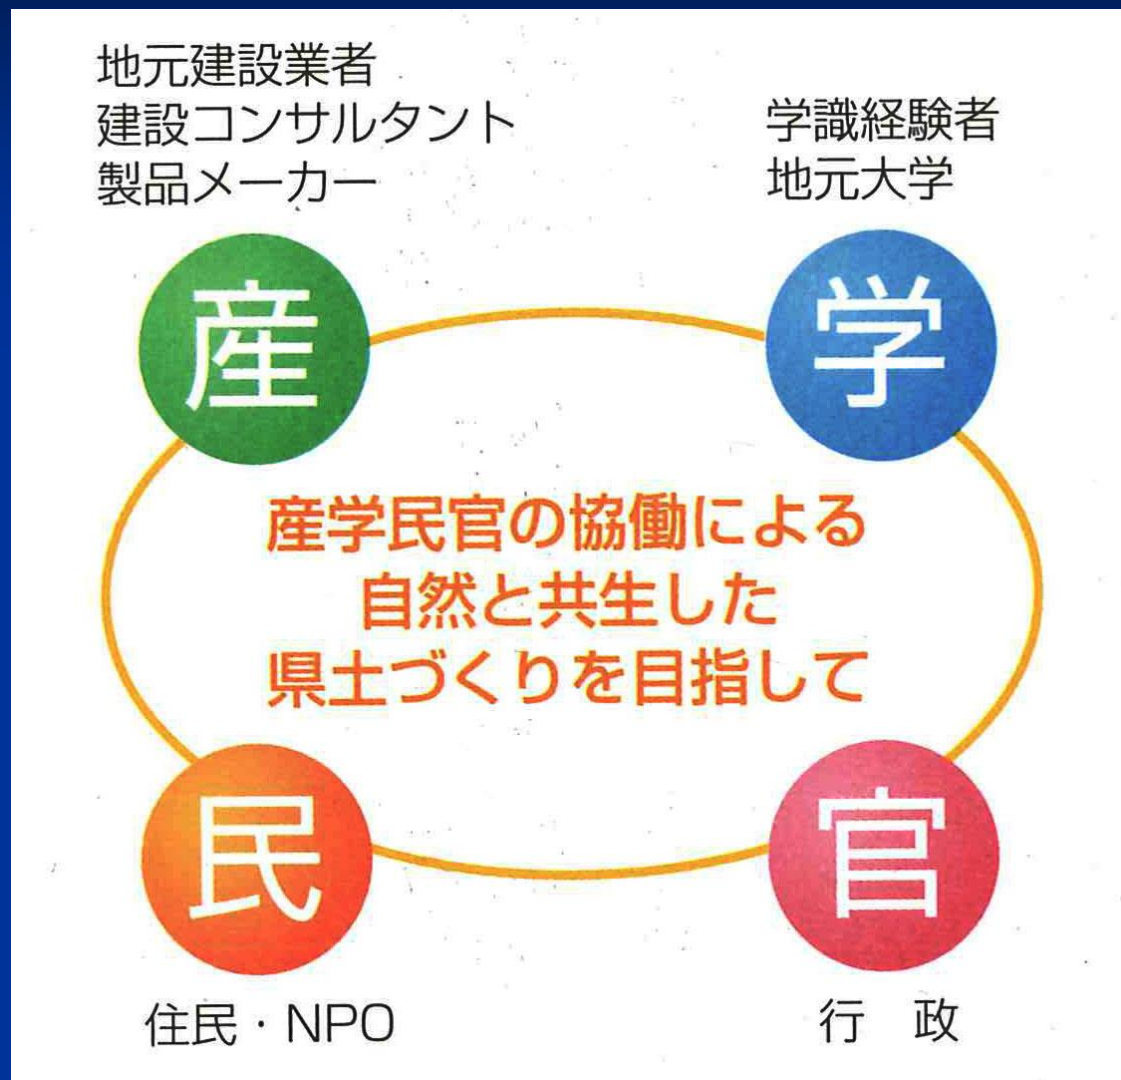 地元建設業者
建設コンサルタント
製品メーカー
学識経験者
地元大学
産
学
産学民官の協働による
自然と共生した
県土づくりを目指して
民
官
住民・NPO
行　政